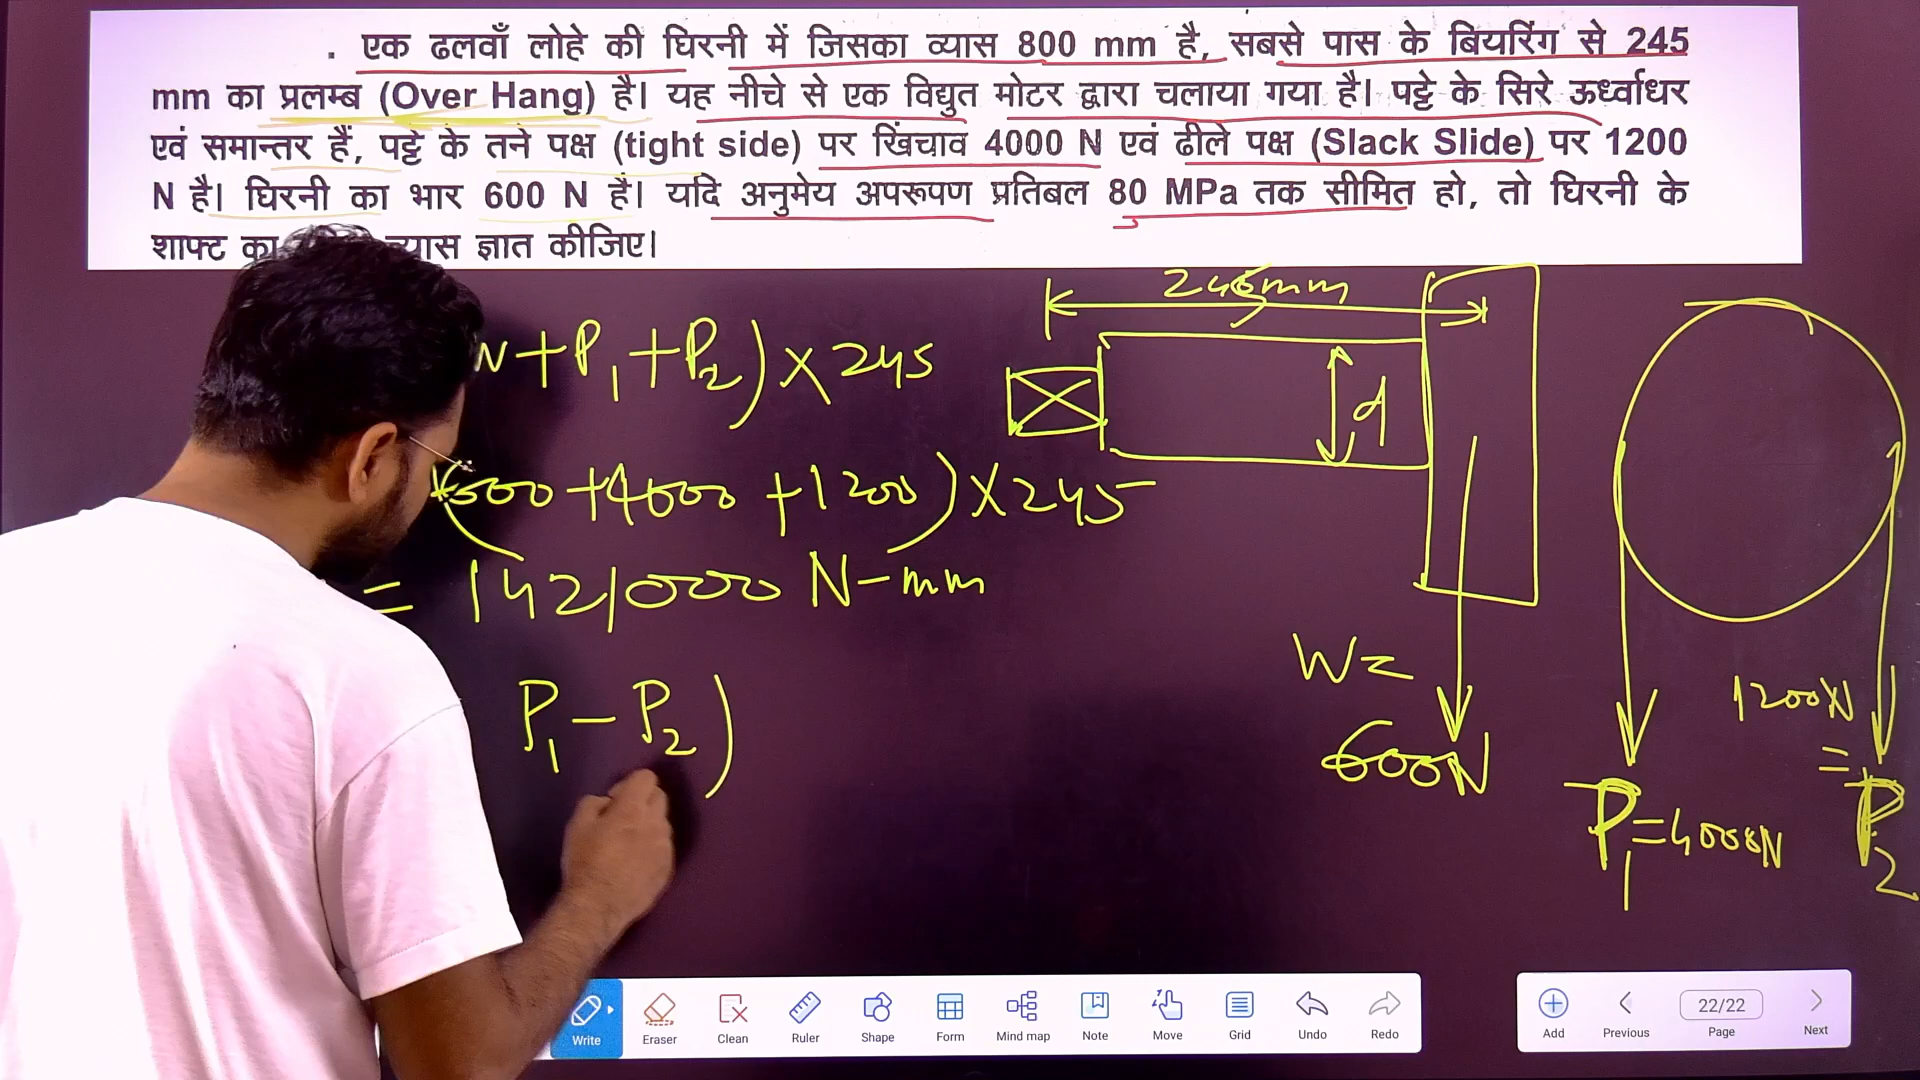 . एक ढलवाँ लोहे की घिरनी में जिसका व्यास 800 mm है, सबसे पास के बियरिंग से 245
mm का प्रलम्ब (Over Hang) है। यह नीचे से एक विद्युत मोटर द्वारा चलाया गया है। पट्टे के सिरे ऊर्ध्वाधर
एवं समान्तर हैं, पट्टे के तने पक्ष (tight side) पर खिंचाव 4000 N एवं ढीले पक्ष (Slack Slide) पर 1200
N है। घिरनी का भार 600 N है। यदि अनुमेय अपरूपण प्रतिबल 80 MPa तक सीमित हो, तो घिरनी के
शाफ्ट का ज्ञात कीजिए।
245mm
W + P1 + P2) × 245
d
(600 + 4000 + 1200) × 245
= 1421000 N-mm
P1 - P2)
W =
600N
1200N
=
P1 = 4000N
P2
Write
Eraser
Clean
Ruler
Shape
Form
Mind map
Note
Move
Grid
Undo
Redo
Add
Previous
22/22
Page
Next